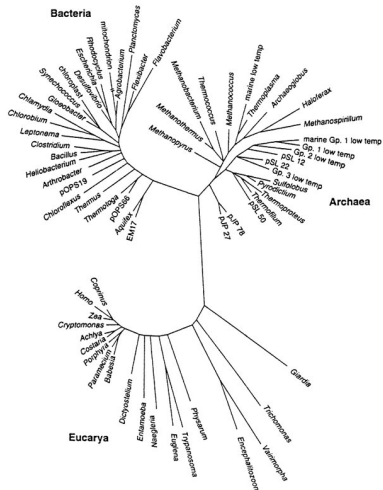 Bacteria
mitochondrion
Rhodocyclus
Escherichia
Desulfovibrio
chloroplast
Synechococcus
Gloeobacter
Chlamydia
Chlorobium
Leptonema
Clostridium
Bacillus
Heliobacterium
Arthrobacter
pOPS19
Chloroflexus
Thermus
Thermotoga
pOPS66
Aquifex
EM17
Agrobacterium
Planctomyces
Flexibacter
Flavobacterium
Methanobacterium
Thermococcus
Methanothermus
Methanopyrus
Methanococcus
marine low temp
Thermoplasma
Archaeoglobus
Haloferax
Methanospirillum
marine Gp. 1 low temp
Gp. 1 low temp
Gp. 2 low temp
pSL 12
pSL 22
Gp. 3 low temp
Sulfolobus
Pyrodictium
Thermoproteus
Thermofilum
pSL 50
pJP 78
pJP 27
Archaea
Coprinus
Homo
Zea
Cryptomonas
Achlya
Costaria
Porphyra
Paramecium
Babesia
Dictyostelium
Entamoeba
Naegleria
Euglena
Trypanosoma
Physarum
Encephalitozoon
Vairimorpha
Trichomonas
Giardia
Eucarya